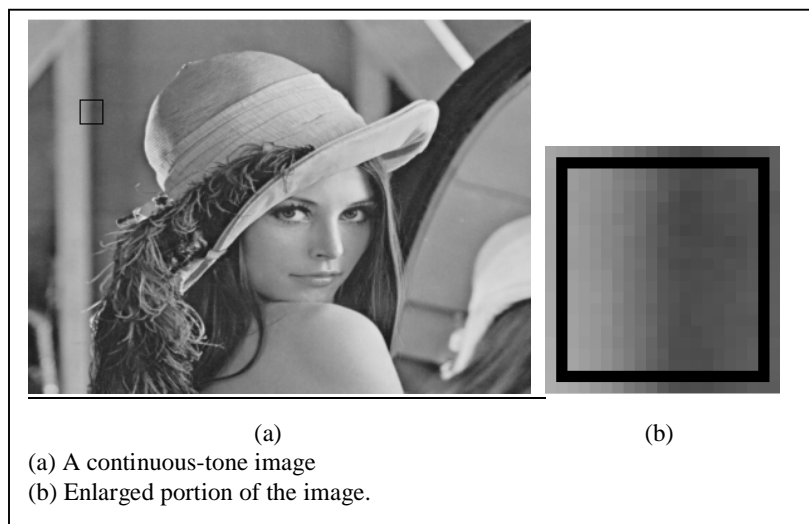 (a) (b)
(a) A continuous-tone image
(b) Enlarged portion of the image.